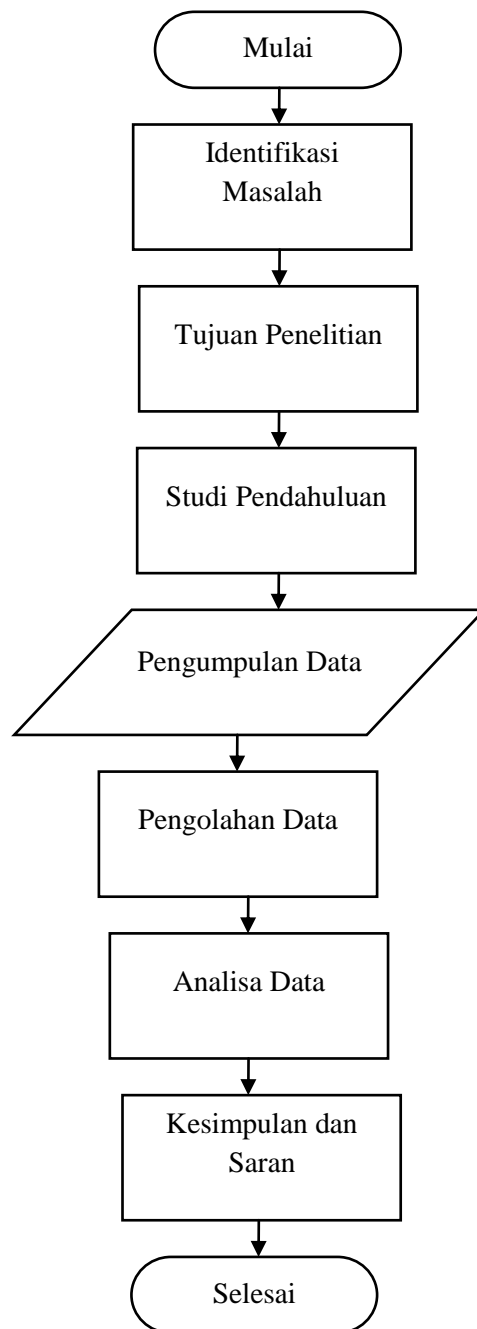 Mulai
Identifikasi
Masalah
Tujuan Penelitian
Studi Pendahuluan
Pengumpulan Data
Pengolahan Data
Analisa Data
Kesimpulan dan
Saran
Selesai